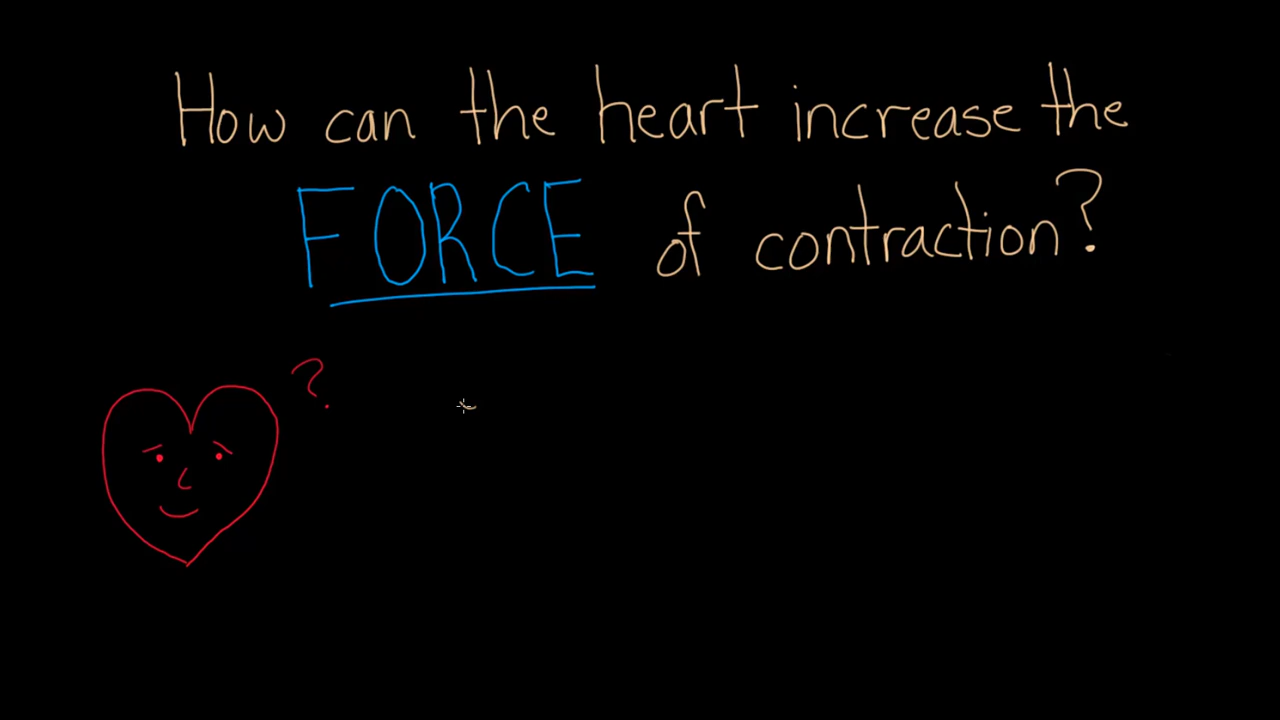 How can the heart increase the
FORCE of contraction?
?